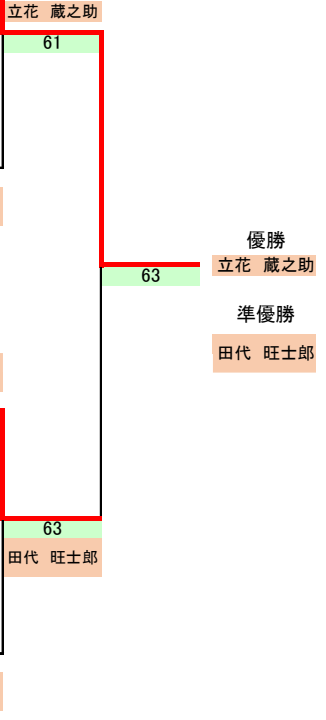 立花 蔵之助
61
優勝
立花 蔵之助
63
準優勝
田代 旺士郎
63
田代 旺士郎